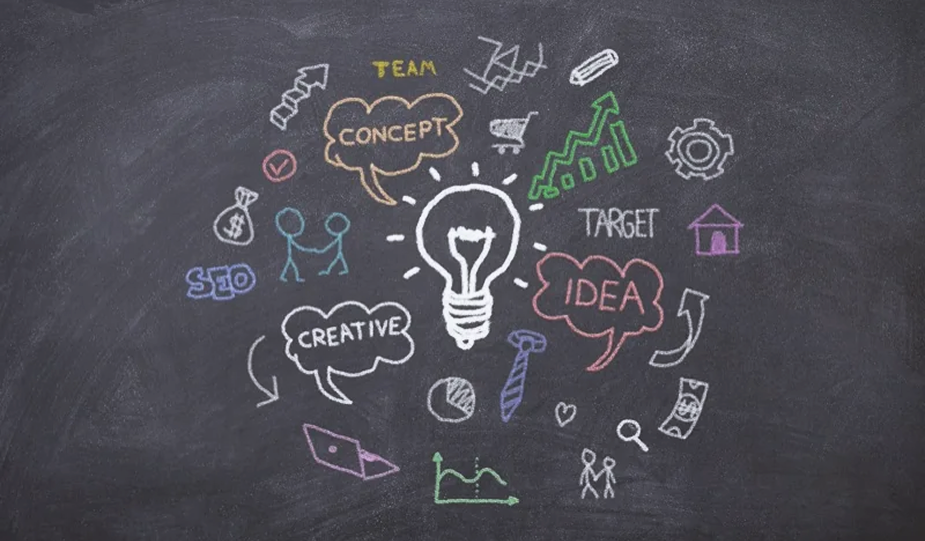 TEAM
CONCEPT
$
TARGET
SEO
IDEA
CREATIVE
$